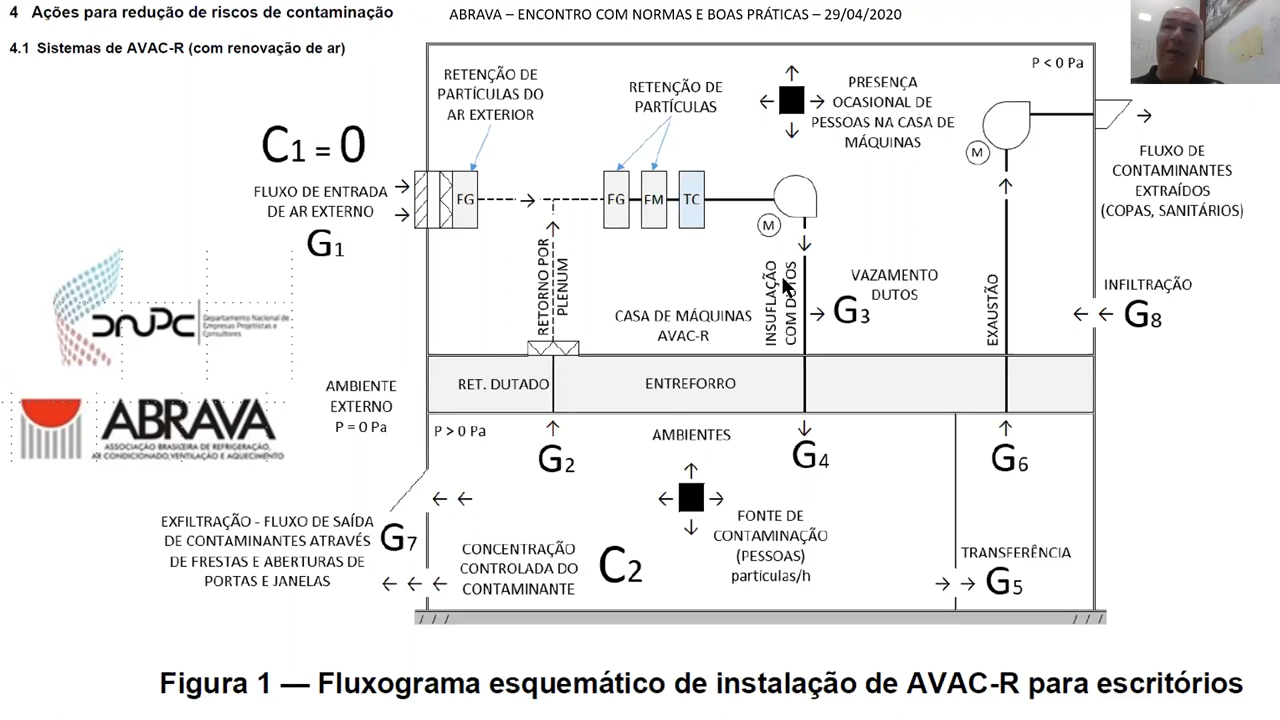 4 Ações para redução de riscos de contaminação
ABRAVA – ENCONTRO COM NORMAS E BOAS PRÁTICAS – 29/04/2020
4.1 Sistemas de AVAC-R (com renovação de ar)
P < 0 Pa
RETENÇÃO DE
PARTÍCULAS DO
AR EXTERIOR
RETENÇÃO DE
PARTÍCULAS
PRESENÇA
OCASIONAL DE
PESSOAS NA CASA DE
MÁQUINAS
C1 = 0
FLUXO DE ENTRADA
DE AR EXTERNO
G1
FG
FG
FM
TC
M
M
FLUXO DE
CONTAMINANTES
EXTRAÍDOS
(COPAS, SANITÁRIOS)
RETORNO POR
PLENUM
INSUFLAÇÃO
COM DUTOS
VAZAMENTO
DUTOS
G3
EXAUSTÃO
INFILTRAÇÃO
G8
CASA DE MÁQUINAS
AVAC-R
DNPC
Departamento Nacional de
Empresas Projetistas e
Consultores
ABRAVA
ASSOCIAÇÃO BRASILEIRA DE REFRIGERAÇÃO,
AR CONDICIONADO, VENTILAÇÃO E AQUECIMENTO
AMBIENTE
EXTERNO
P = 0 Pa
RET. DUTADO
ENTREFORRO
P > 0 Pa
AMBIENTES
G2
G4
G6
EXFILTRAÇÃO - FLUXO DE SAÍDA
DE CONTAMINANTES ATRAVÉS
DE FRESTAS E ABERTURAS DE
PORTAS E JANELAS
G7
CONCENTRAÇÃO
CONTROLADA DO
CONTAMINANTE
C2
FONTE DE
CONTAMINAÇÃO
(PESSOAS)
partículas/h
TRANSFERÊNCIA
G5
Figura 1 — Fluxograma esquemático de instalação de AVAC-R para escritórios